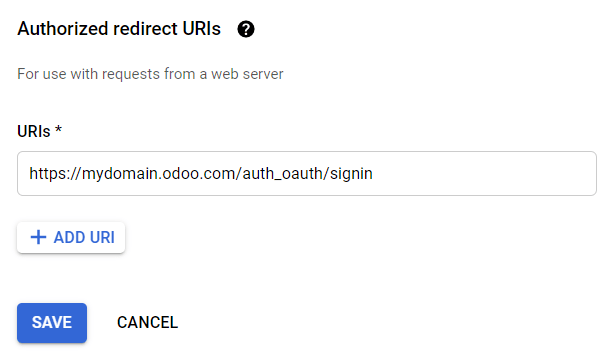 Authorized redirect URIs ?
For use with requests from a web server
URIs *
https://mydomain.odoo.com/auth_oauth/signin
+ ADD URI
SAVE CANCEL